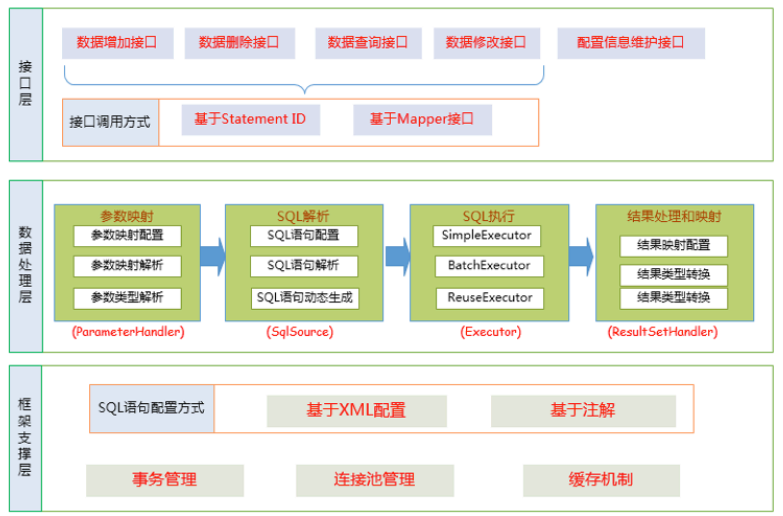 接口层
数据增加接口
数据删除接口
数据查询接口
数据修改接口
配置信息维护接口
接口调用方式
基于Statement ID
基于Mapper接口
数据处理层
参数映射
参数映射配置
参数映射解析
参数类型解析
(ParameterHandler)
SQL解析
SQL语句配置
SQL语句解析
SQL语句动态生成
(SqlSource)
SQL执行
SimpleExecutor
BatchExecutor
ReuseExecutor
(Executor)
结果处理和映射
结果映射配置
结果类型转换
结果类型转换
(ResultSetHandler)
框架支撑层
SQL语句配置方式
基于XML配置
基于注解
事务管理
连接池管理
缓存机制